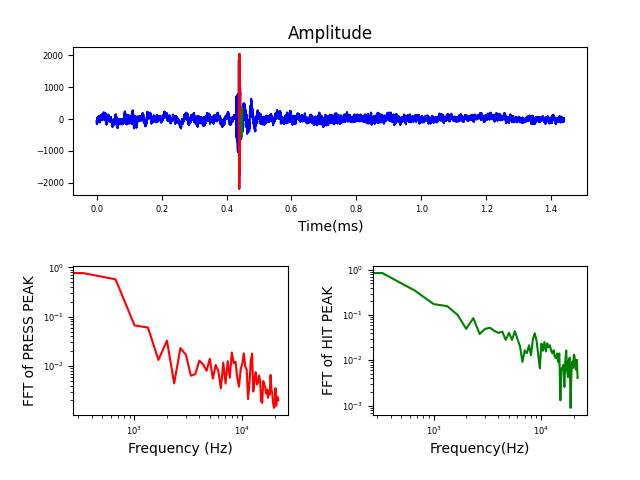 Amplitude
2000
1000
0
−1000
−2000
0.0 0.2 0.4 0.6 0.8 1.0 1.2 1.4
Time(ms)
FFT of PRESS PEAK
10⁰
10⁻¹
10⁻²
10³ 10⁴
Frequency (Hz)
FFT of HIT PEAK
10⁰
10⁻¹
10⁻²
10⁻³
10³ 10⁴
Frequency(Hz)